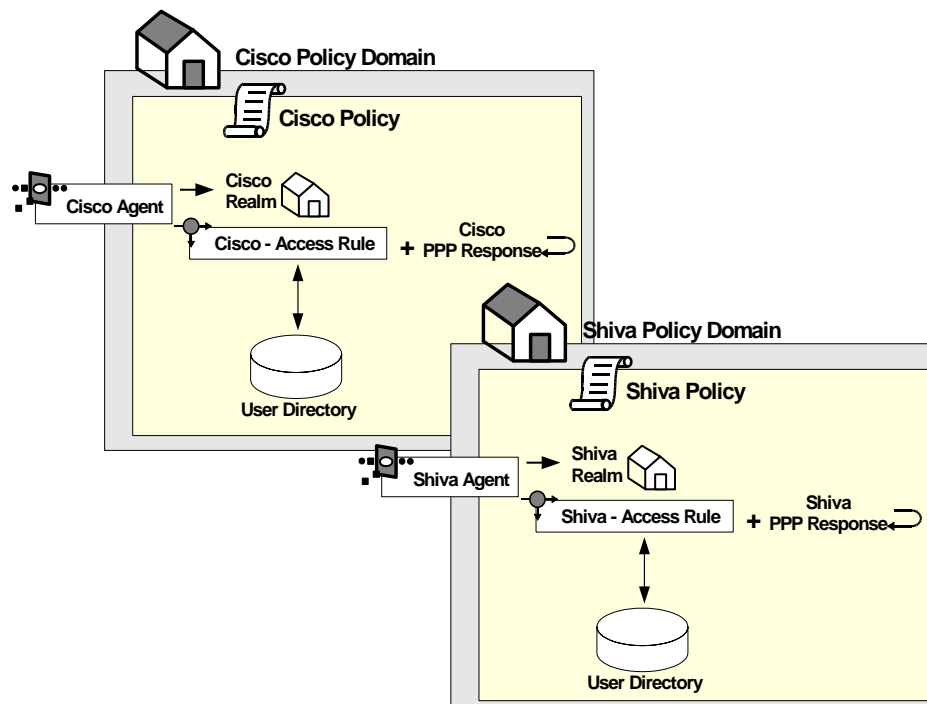 Cisco Policy Domain
Cisco Policy
Cisco
Realm
Cisco Agent
Cisco - Access Rule
+
Cisco
PPP Response
User Directory
Shiva Policy Domain
Shiva Policy
Shiva
Realm
Shiva Agent
Shiva - Access Rule
+
Shiva
PPP Response
User Directory